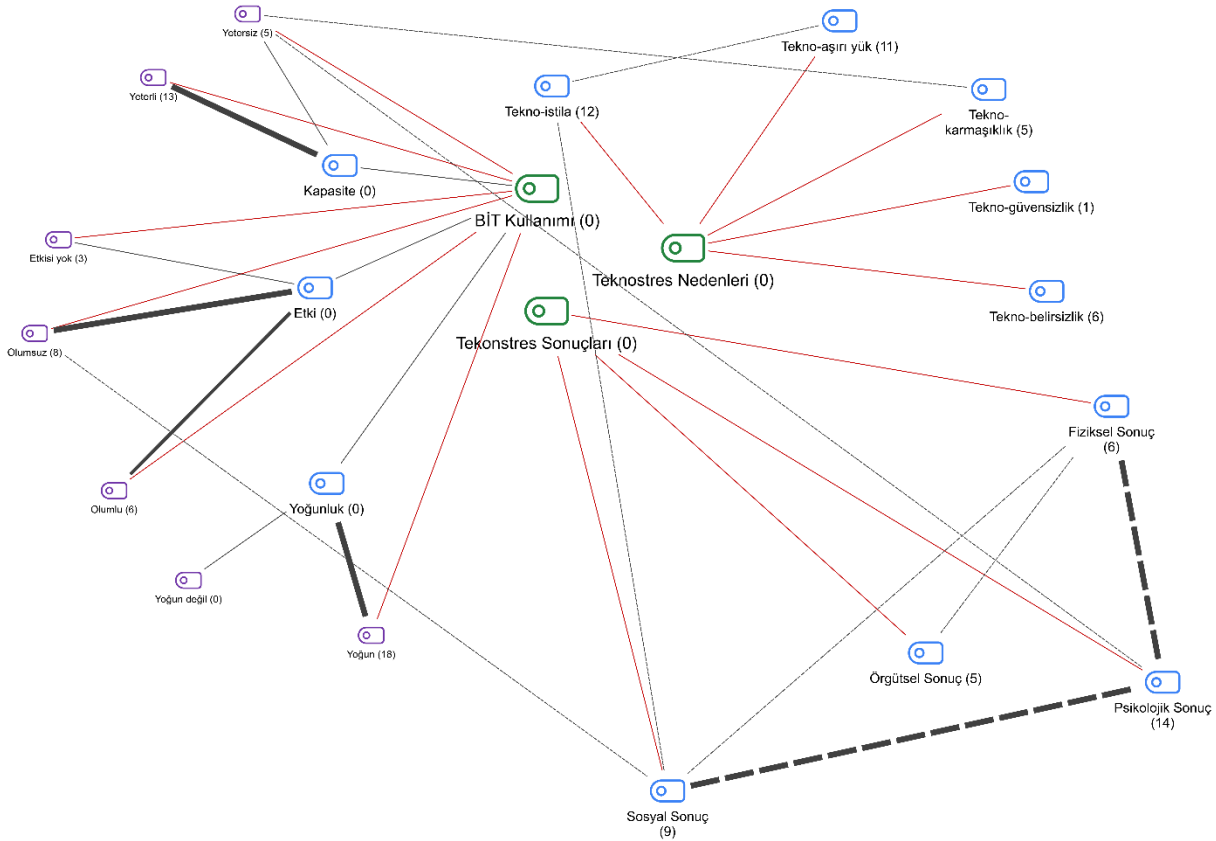 Yetersiz (5)
Tekno-aşırı yük (11)
Yeterli (13)
Tekno-istila (12)
Tekno-
karmaşıklık (5)
Kapasite (0)
Tekno-güvensizlik (1)
BİT Kullanımı (0)
Etkisi yok (3)
Teknostres Nedenleri (0)
Etki (0)
Tekno-belirsizlik (6)
Olumsuz (8)
Tekonstres Sonuçları (0)
Fiziksel Sonuç
(6)
Olumlu (6)
Yoğunluk (0)
Yoğun değil (0)
Yoğun (18)
Örgütsel Sonuç (5)
Psikolojik Sonuç
(14)
Sosyal Sonuç
(9)